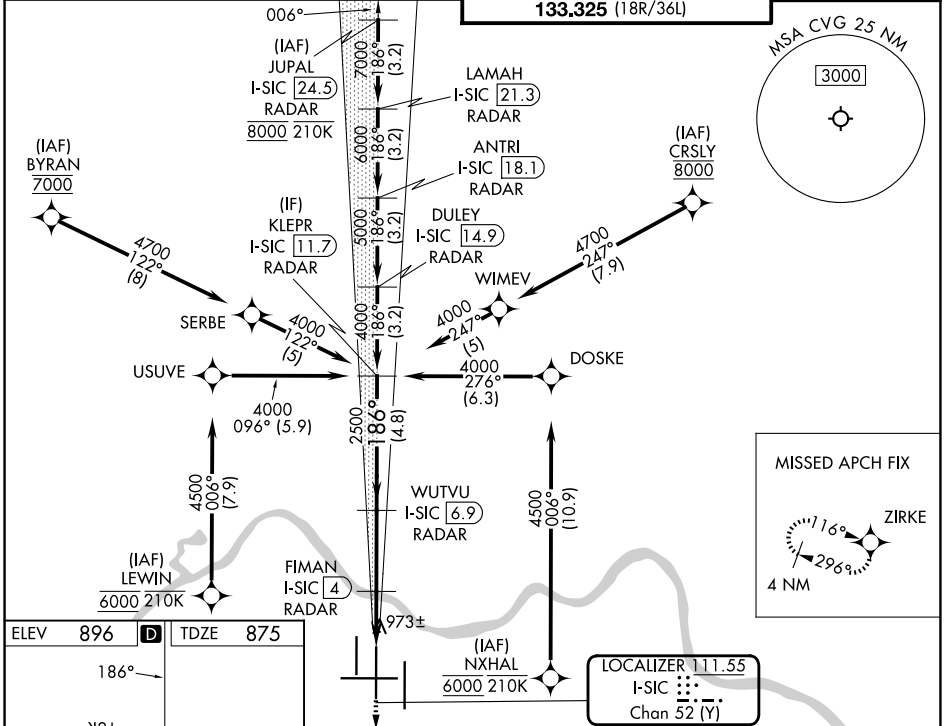 133.325 (18R/36L)
006°
(IAF)
JUPAL
I-SIC 24.5
RADAR
8000 210K
7000
186°
(3.2)
LAMAH
I-SIC 21.3
RADAR
6000
186°
(3.2)
ANTRI
I-SIC 18.1
RADAR
5000
186°
(3.2)
DULEY
I-SIC 14.9
RADAR
4000
186°
(3.2)
MSA CVG 25 NM
3000
(IAF)
BYRAN
7000
4700
122°
(8)
SERBE
4000
122°
(5)
(IF)
KLEPR
I-SIC 11.7
RADAR
(IAF)
CRSLY
8000
4700
247°
(7.9)
WIMEV
4000
247°
(5)
USUVE
4000
096° (5.9)
DOSKE
4000
276°
(6.3)
2500
186°
(4.8)
WUTVU
I-SIC 6.9
RADAR
4500
006°
(7.9)
(IAF)
LEWIN
6000 210K
4500
006°
(10.9)
(IAF)
NXHAL
6000 210K
FIMAN
I-SIC 4
RADAR
973±
MISSED APCH FIX
ZIRKE
116°
296°
4 NM
ELEV 896 D TDZE 875
186°
LOCALIZER 111.55
I-SIC
Chan 52 (Y)